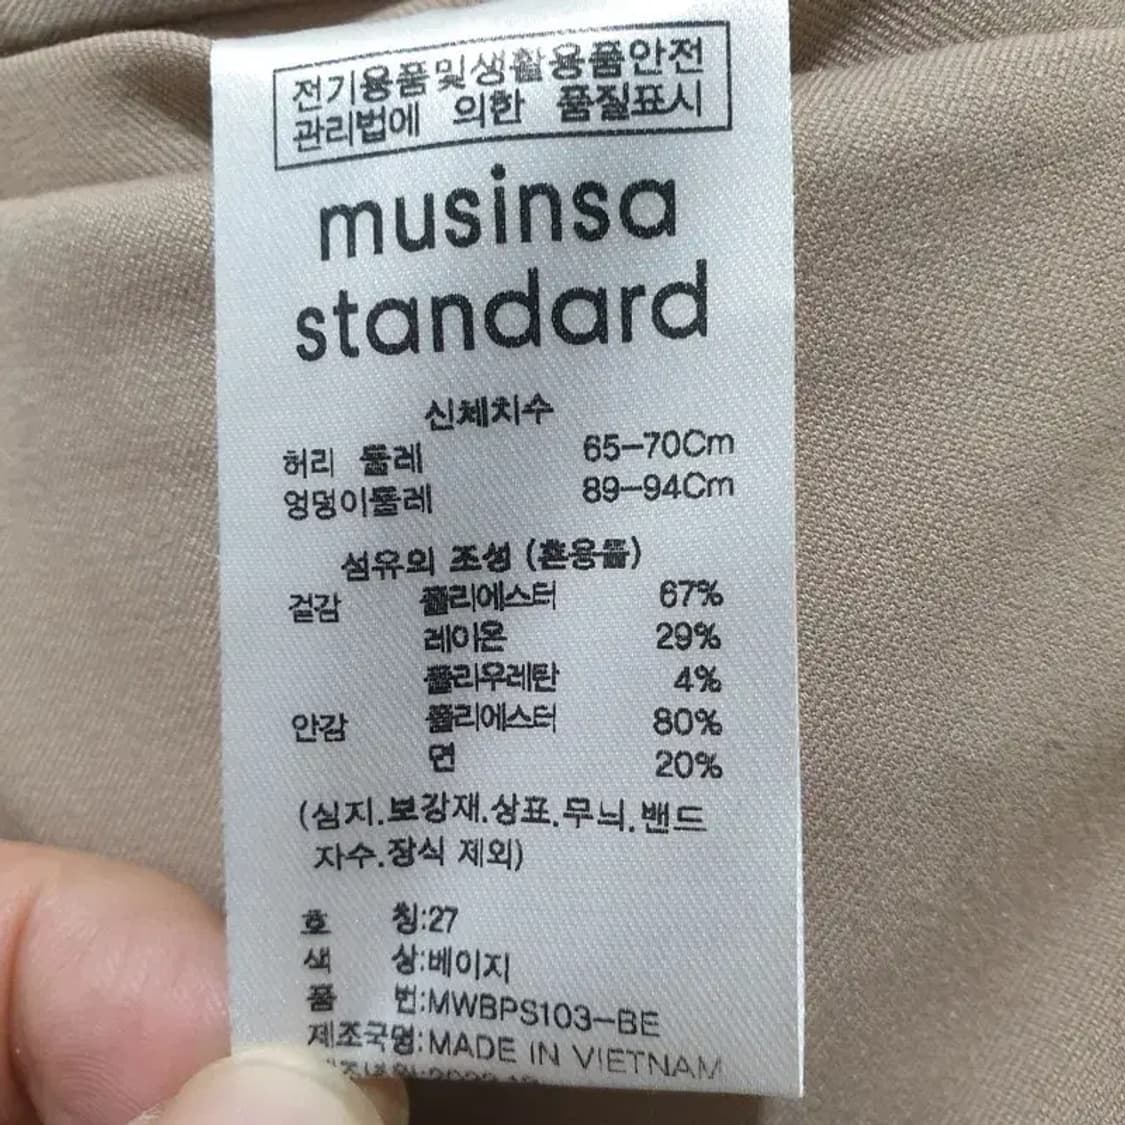 전기용품및생활용품안전
관리법에 의한 품질표시
musinsa
standard
신체치수
허리 둘레 65-70Cm
엉덩이둘레 89-94Cm
섬유의 조성 (혼용률)
겉감 폴리에스터 67%
레이온 29%
폴리우레탄 4%
안감 폴리에스터 80%
면 20%
(심지.보강재.상표.무늬.밴드
자수.장식 제외)
호 칭:27
색 상:베이지
품 번:MWBPS103-BE
제조국명:MADE IN VIETNAM